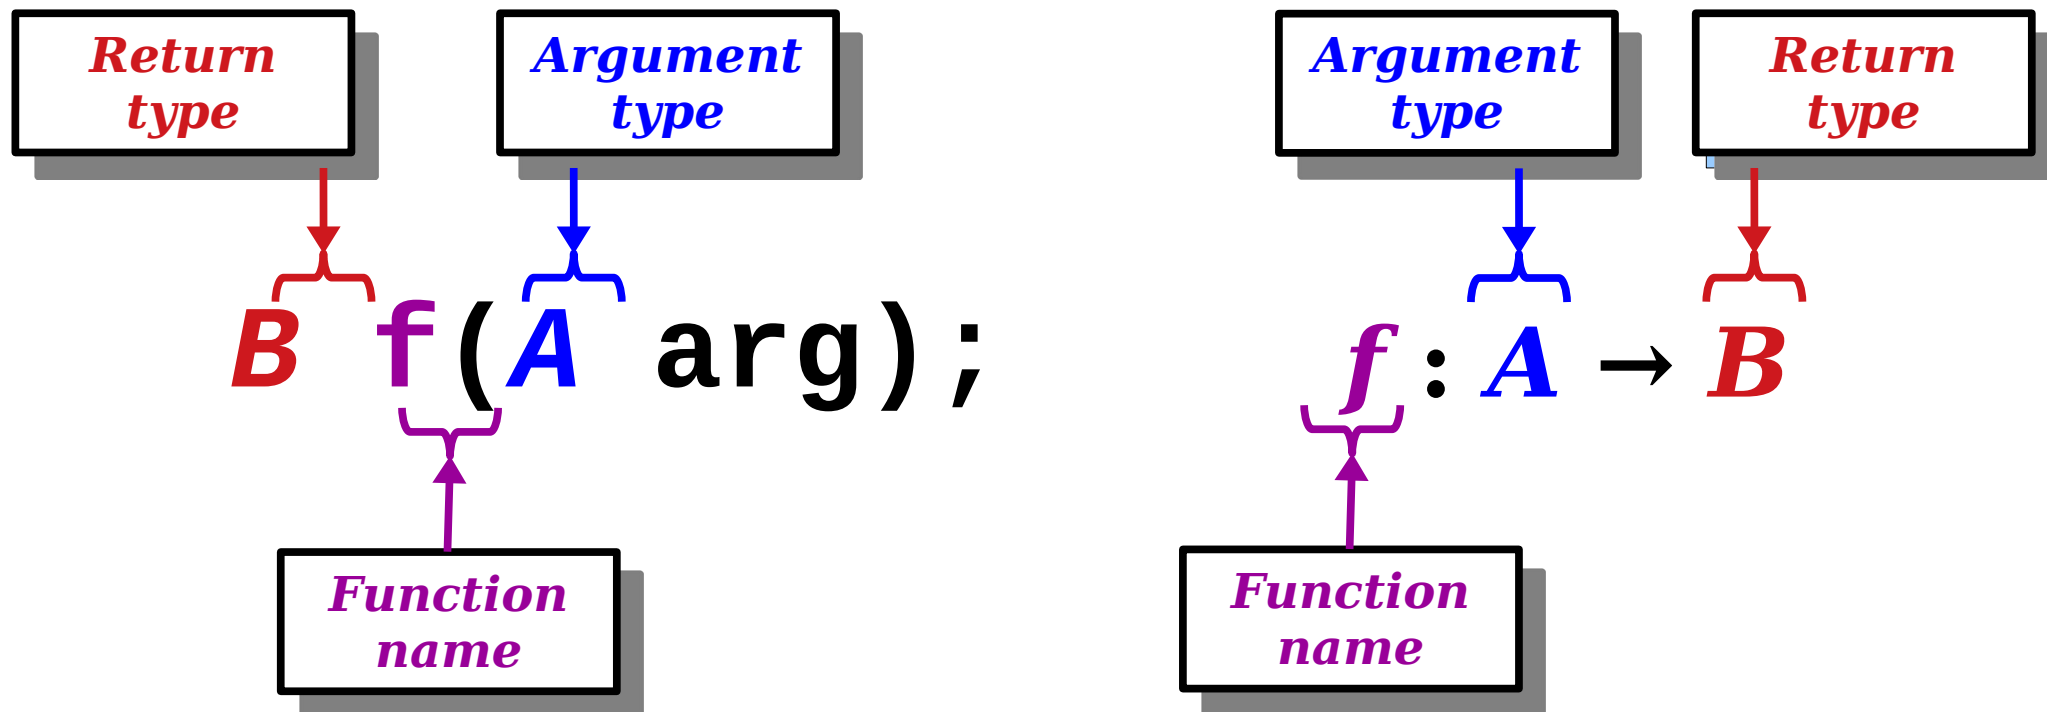 Return
type
Argument
type
Argument
type
Return
type
B f(A arg);
f : A → B
Function
name
Function
name